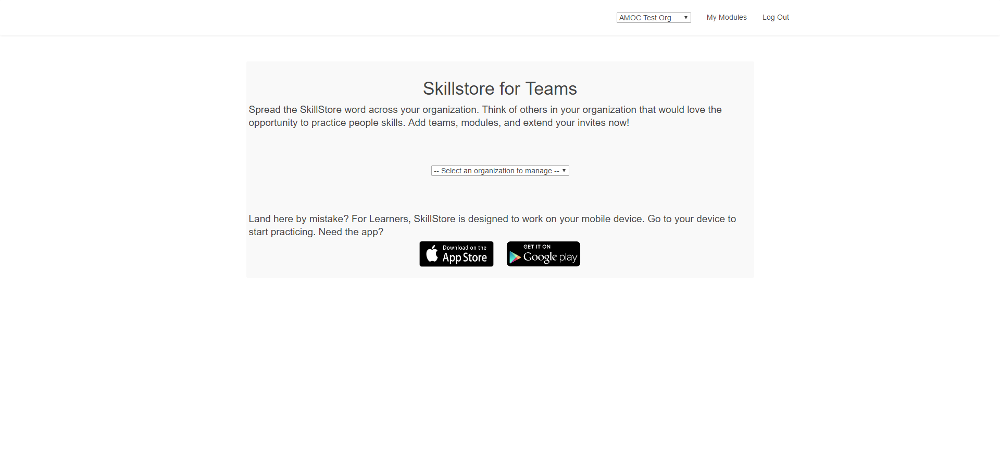 AMOC Test Org My Modules Log Out
Skillstore for Teams
Spread the SkillStore word across your organization. Think of others in your organization that would love the
opportunity to practice people skills. Add teams, modules, and extend your invites now!
-- Select an organization to manage --
Land here by mistake? For Learners, SkillStore is designed to work on your mobile device. Go to your device to
start practicing. Need the app?
Download on the
App Store
GET IT ON
Google play